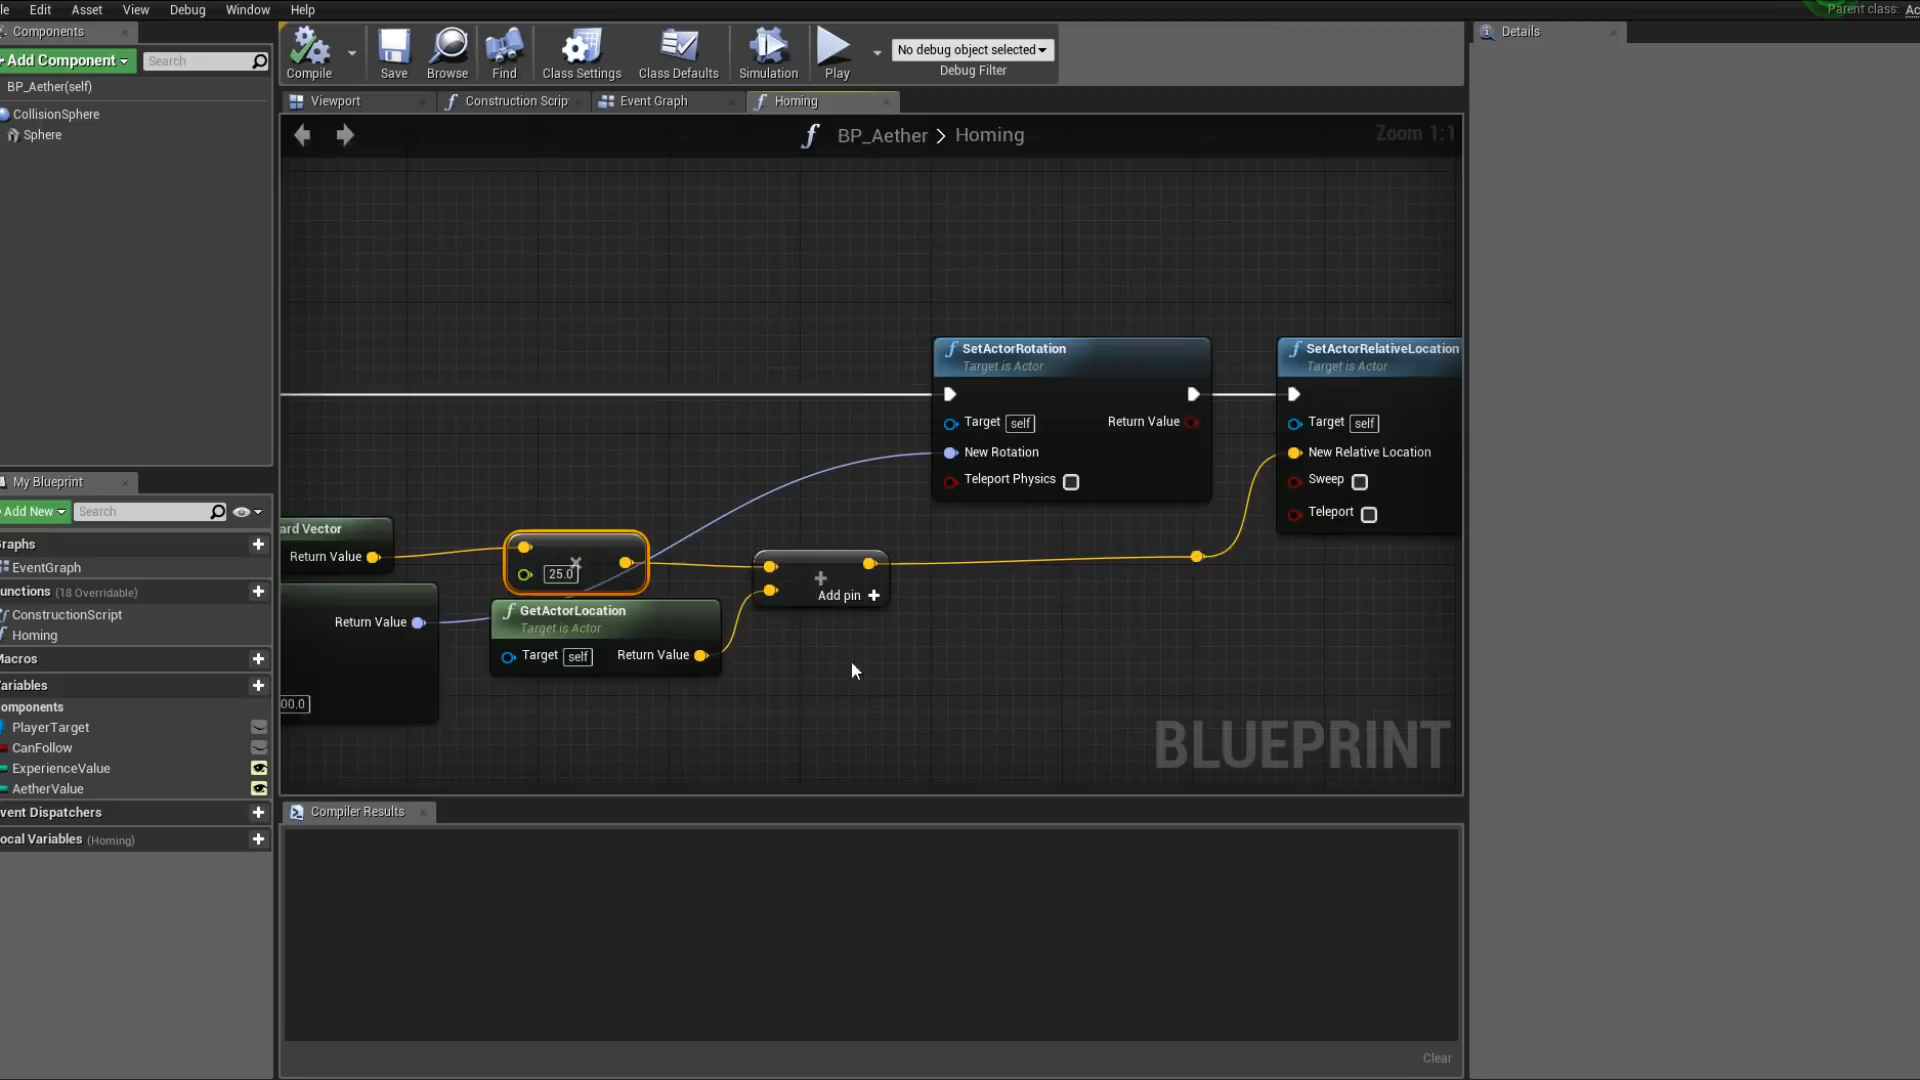 le Edit Asset View Debug Window Help
Parent class: Ac
Components
Add Component
Search
BP_Aether(self)
CollisionSphere
Sphere
Compile
Save
Browse
Find
Class Settings
Class Defaults
Simulation
Play
No debug object selected
Debug Filter
Details
Viewport
Construction Scrip
Event Graph
Homing
BP_Aether > Homing
Zoom 1:1
SetActorRotation
Target is Actor
Target self
Return Value
New Rotation
Teleport Physics
SetActorRelativeLocation
Target is Actor
Target self
New Relative Location
Sweep
Teleport
ard Vector
Return Value
25.0
Add pin +
GetActorLocation
Target is Actor
Target self
Return Value
Return Value
00.0
BLUEPRINT
My Blueprint
Add New
Search
raphs
EventGraph
unctions (18 Overridable)
ConstructionScript
Homing
Macros
ariables
omponents
PlayerTarget
CanFollow
ExperienceValue
AetherValue
vent Dispatchers
ocal Variables (Homing)
Compiler Results
Clear